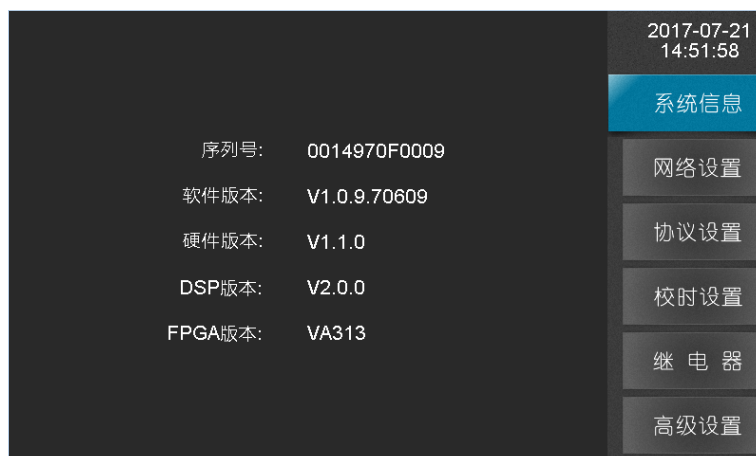 2017-07-21
14:51:58
系统信息
网络设置
协议设置
校时设置
继 电 器
高级设置
序列号: 0014970F0009
软件版本: V1.0.9.70609
硬件版本: V1.1.0
DSP版本: V2.0.0
FPGA版本: VA313